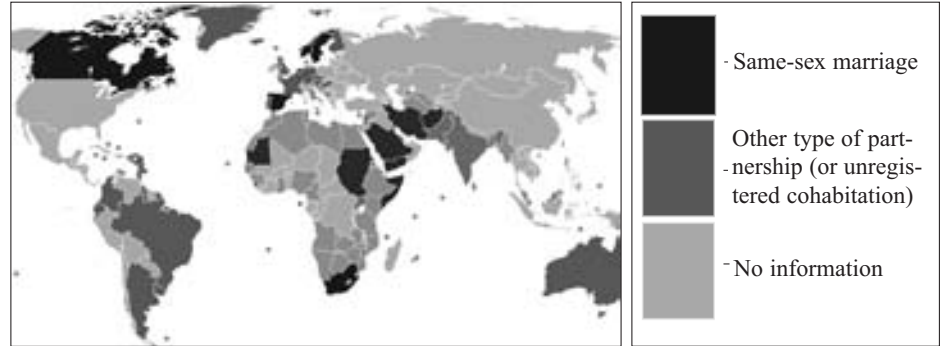 Same-sex marriage
Other type of part-
nership (or unregis-
tered cohabitation)
No information